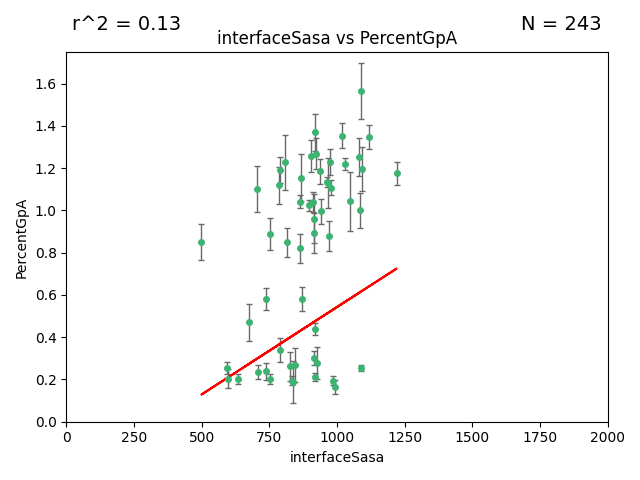 r^2 = 0.13
N = 243
interfaceSasa vs PercentGpA
PercentGpA
1.6
1.4
1.2
1.0
0.8
0.6
0.4
0.2
0.0
0 250 500 750 1000 1250 1500 1750 2000
interfaceSasa